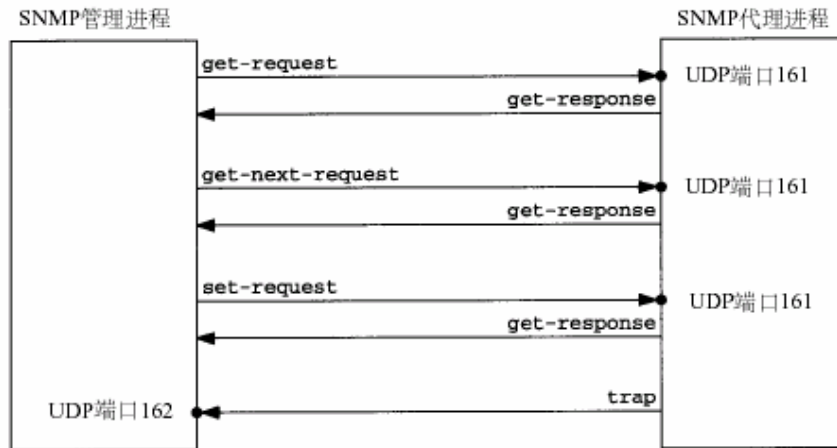 SNMP管理进程
SNMP代理进程
get-request
UDP端口161
get-response
get-next-request
UDP端口161
get-response
set-request
UDP端口161
get-response
trap
UDP端口162